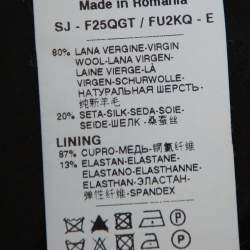 Made in Romania
SJ - F25QGT / FU2KQ - E
80% LANA VERGINE-VIRGIN
WOOL-LANA VIRGEN-
LAINE VIERGE-LÃ
VIRGEN-SCHURWOLLE-
НАТУРАЛЬНАЯ ШЕРСТЬ -
纯新羊毛
20% SETA-SILK-SEDA-SOIE-
SEIDE-ШЕЛК - 桑蚕丝
LINING
87% CUPRO-МЕДЬ-铜氨纤维
13% ELASTAN-ELASTANE-
ELASTANO-ELASTHANNE-
ELASTHAN-ЭЛАСТАН-
弹性纤维-SPANDEX
P